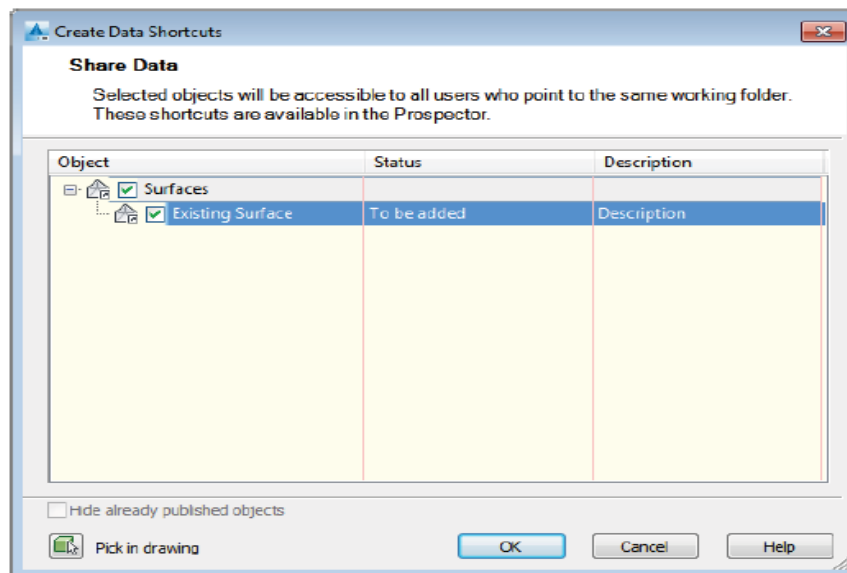 Create Data Shortcuts
Share Data
Selected objects will be accessible to all users who point to the same working folder.
These shortcuts are available in the Prospector.
Object Status Description
Surfaces
Existing Surface To be added Description
Hide already published objects
Pick in drawing OK Cancel Help